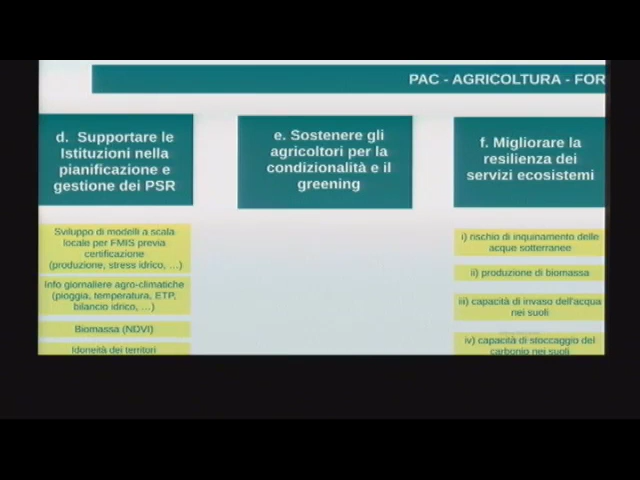 PAC - AGRICOLTURA - FOR
d. Supportare le
Istituzioni nella
pianificazione e
gestione dei PSR
e. Sostenere gli
agricoltori per la
condizionalità e il
greening
f. Migliorare la
resilienza dei
servizi ecosistemi
Sviluppo di modelli a scala
locale per FMIS previa
certificazione
(produzione, stress idrico, …)
Info giornaliere agro-climatiche
(pioggia, temperatura, ETP,
bilancio idrico, …)
Biomassa (NDVI)
Idoneità dei territori
i) rischio di inquinamento delle
acque sotterranee
ii) produzione di biomassa
iii) capacità di invaso dell'acqua
nei suoli
iv) capacità di stoccaggio del
carbonio nei suoli